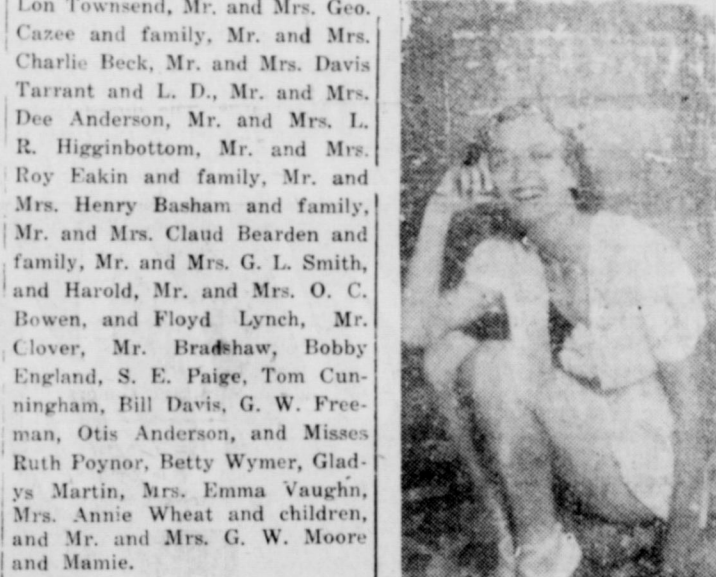 Lon Townsend, Mr. and Mrs. Geo.
Cazee and family, Mr. and Mrs.
Charlie Beck, Mr. and Mrs. Davis
Tarrant and L. D., Mr. and Mrs.
Dee Anderson, Mr. and Mrs. L.
R. Higginbottom, Mr. and Mrs.
Roy Eakin and family, Mr. and
Mrs. Henry Basham and family,
Mr. and Mrs. Claud Bearden and
family, Mr. and Mrs. G. L. Smith,
and Harold, Mr. and Mrs. O. C.
Bowen, and Floyd Lynch, Mr.
Clover, Mr. Bradshaw, Bobby
England, S. E. Paige, Tom Cun-
ningham, Bill Davis, G. W. Free-
man, Otis Anderson, and Misses
Ruth Poynor, Betty Wymer, Glad-
ys Martin, Mrs. Emma Vaughn,
Mrs. Annie Wheat and children,
and Mr. and Mrs. G. W. Moore
and Mamie.